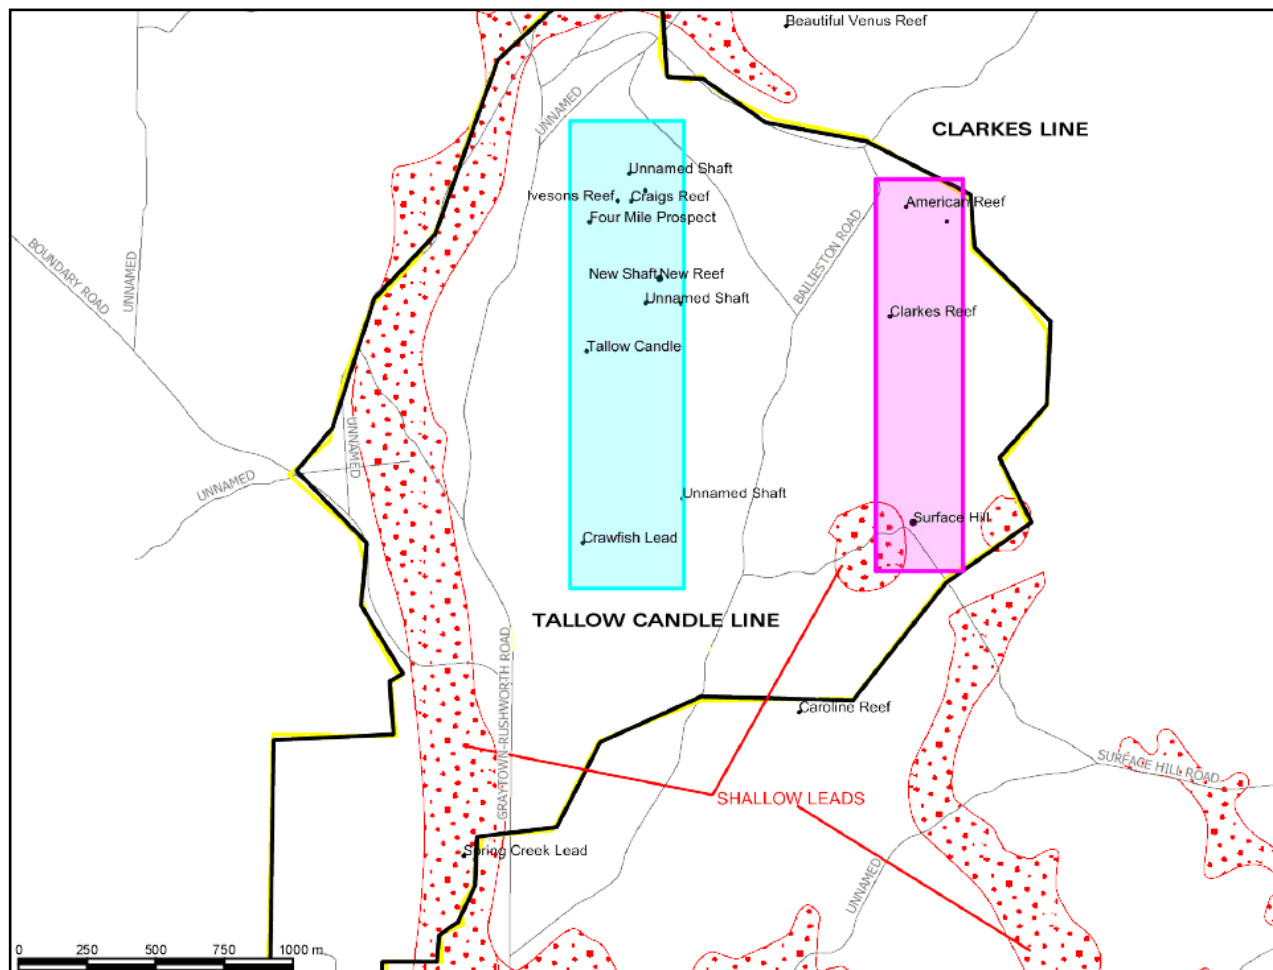 Beautiful Venus Reef
UNNAMED
CLARKES LINE
Unnamed Shaft
Ivesons Reef
Craigs Reef
American Reef
Four Mile Prospect
BOUNDARY ROAD
UNNAMED
BAILIESTON ROAD
New Shaft
New Reef
Unnamed Shaft
Clarkes Reef
Tallow Candle
UNNAMED
UNNAMED
Unnamed Shaft
Surface Hill
Crawfish Lead
TALLOW CANDLE LINE
GRAYTOWN-RUSHWORTH ROAD
Caroline Reef
SURFACE HILL ROAD
SHALLOW LEADS
Spring Creek Lead
UNNAMED
0 250 500 750 1000 m